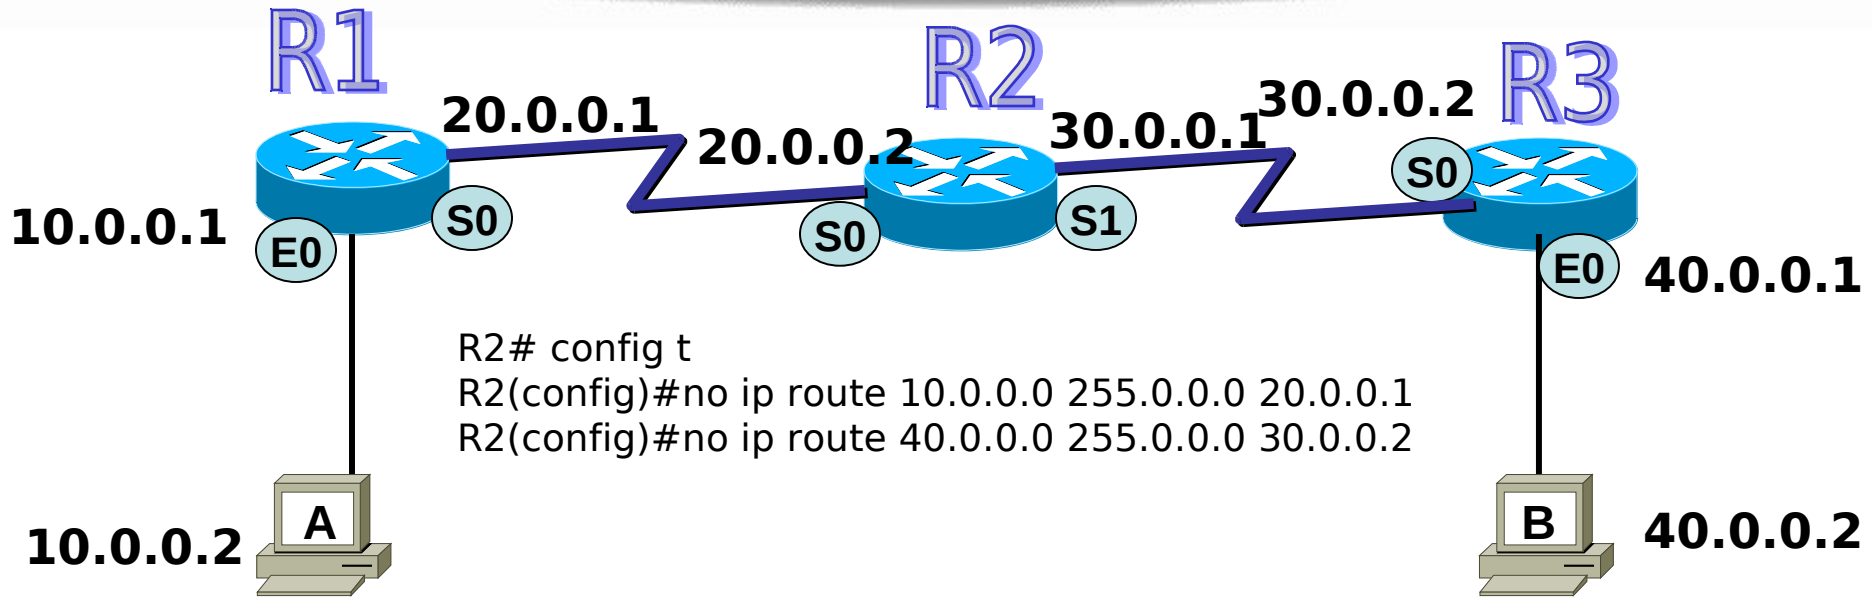 R1
R2
R3
20.0.0.1
20.0.0.2
30.0.0.1
30.0.0.2
10.0.0.1
E0
S0
S0
S1
S0
E0
40.0.0.1
R2# config t
R2(config)#no ip route 10.0.0.0 255.0.0.0 20.0.0.1
R2(config)#no ip route 40.0.0.0 255.0.0.0 30.0.0.2
10.0.0.2
A
B
40.0.0.2